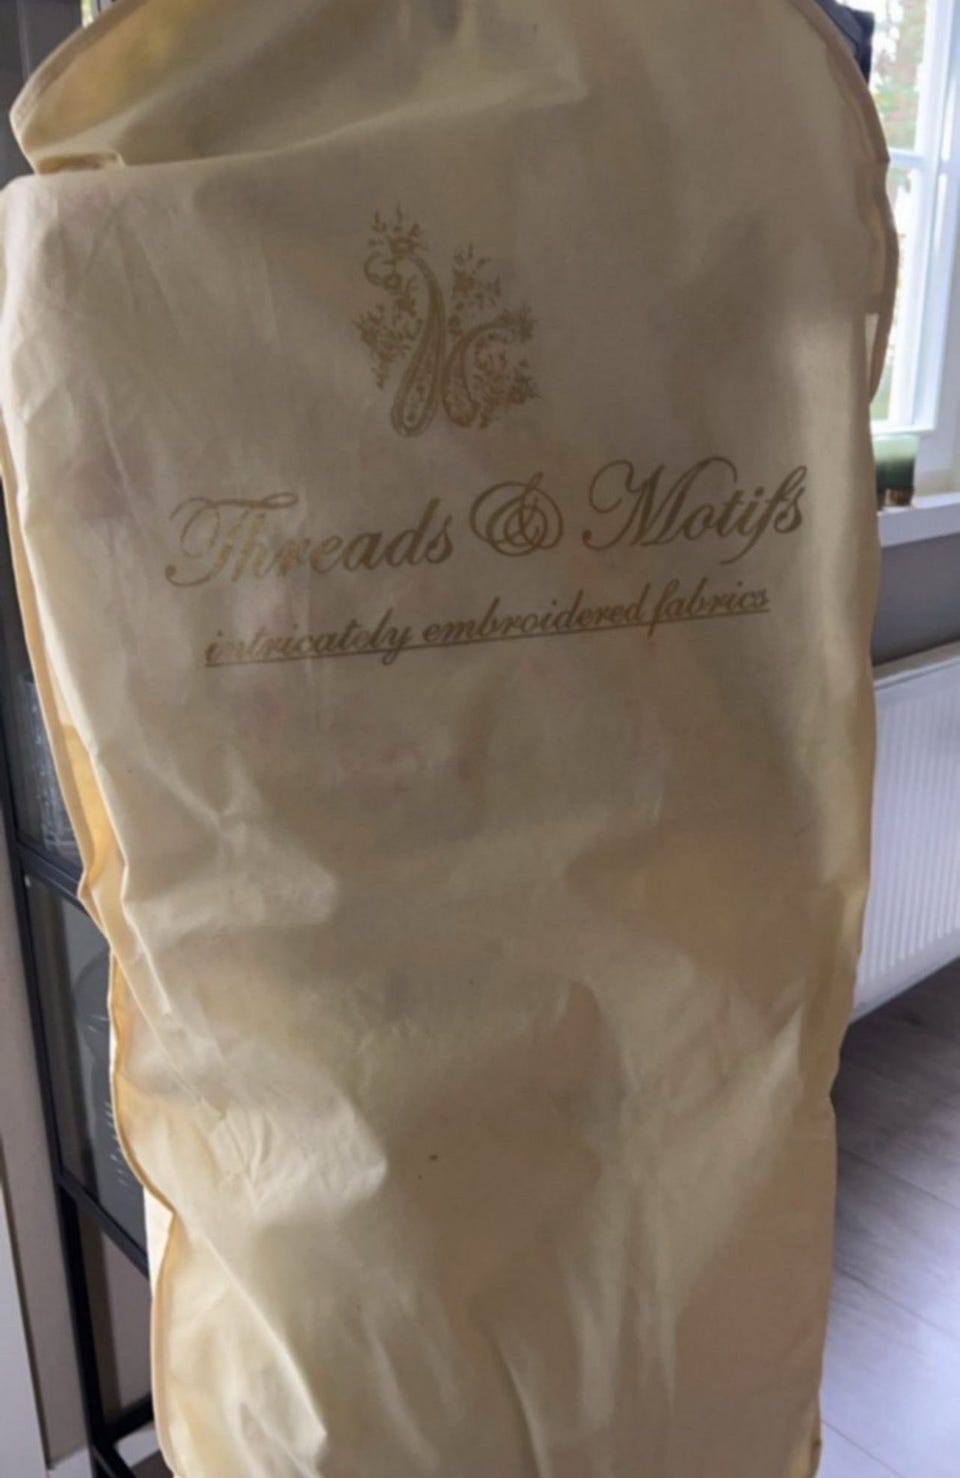 Threads & Motifs
intricately embroidered fabrics